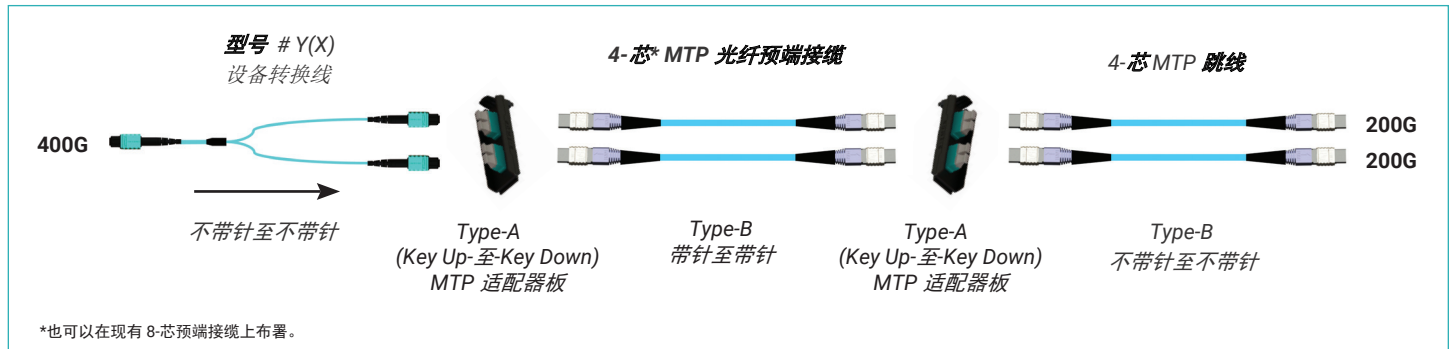 型号 # Y(X)
设备转换线
4-芯* MTP 光纤预端接缆
4-芯 MTP 跳线
400G
200G
200G
不带针至不带针
Type-A
(Key Up-至-Key Down)
MTP 适配器板
Type-B
带针至带针
Type-A
(Key Up-至-Key Down)
MTP 适配器板
Type-B
不带针至不带针
*也可以在现有 8-芯预端接缆上布署。